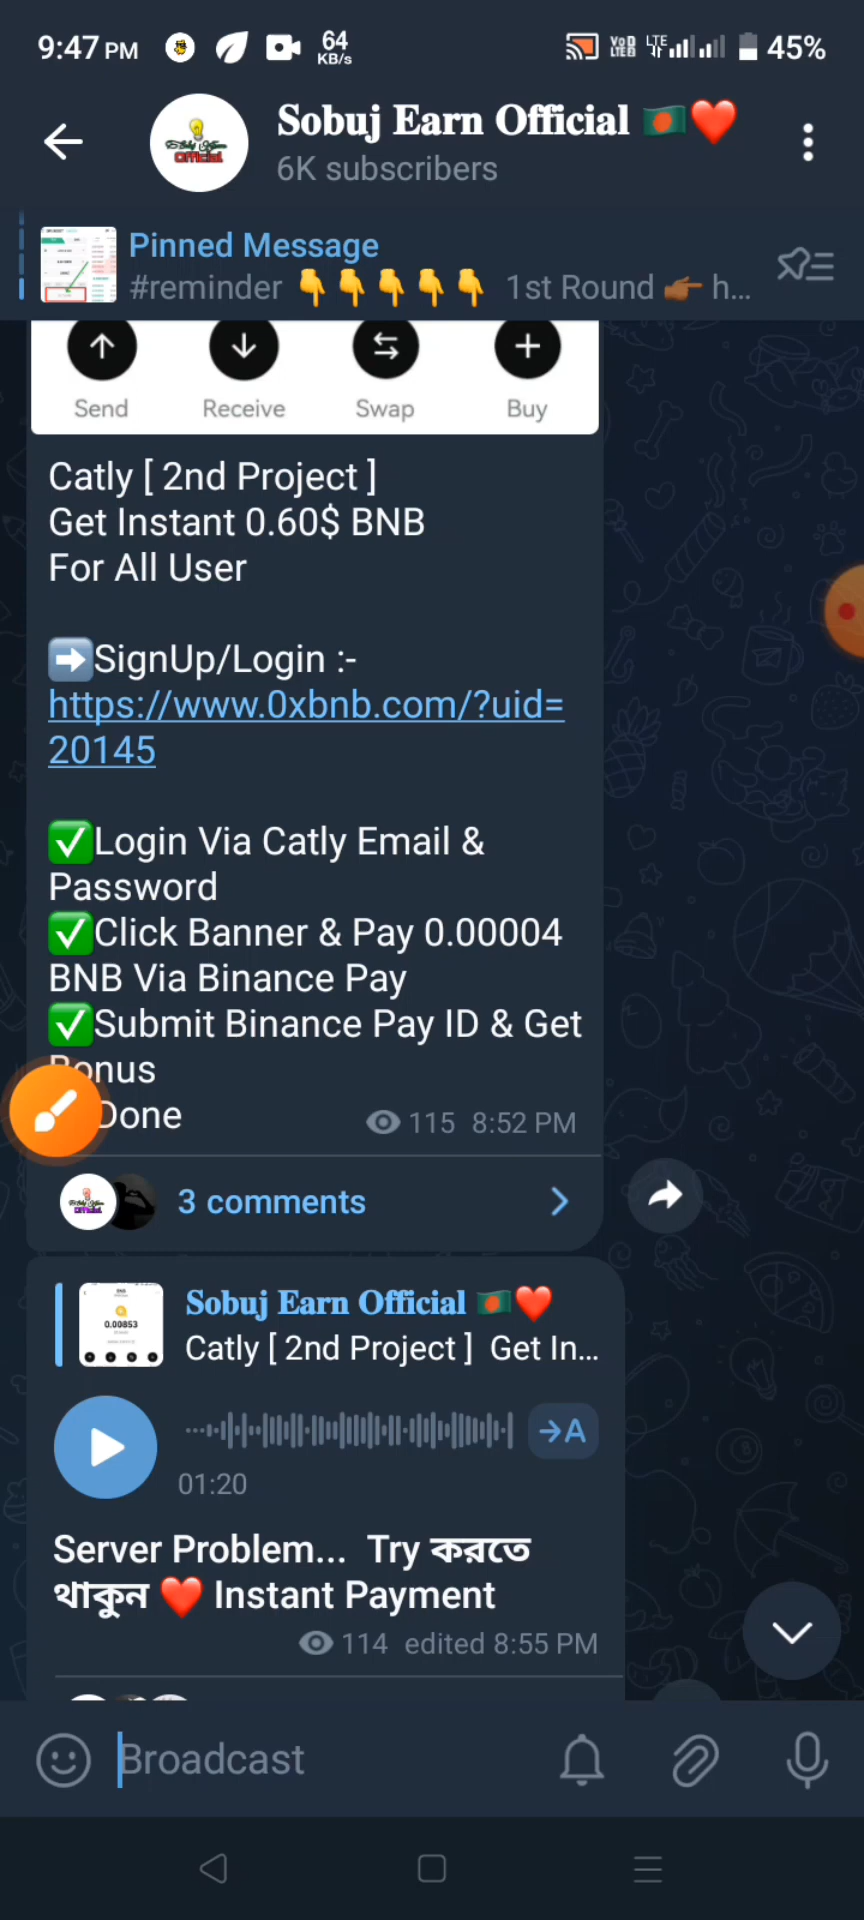 9:47 PM
64
KB/s
VoD
LTED
LTE
45%
Sobuj Earn Official 🇧🇩❤️
6K subscribers
Pinned Message
#reminder 👇👇👇👇👇 1st Round 👉🏾 h...
Send Receive Swap Buy
Catly [ 2nd Project ]
Get Instant 0.60$ BNB
For All User
➡️SignUp/Login :-
https://www.0xbnb.com/?uid=
20145
✅Login Via Catly Email &
Password
✅Click Banner & Pay 0.00004
BNB Via Binance Pay
✅Submit Binance Pay ID & Get
Bonus
Done
115 8:52 PM
3 comments
Sobuj Earn Official 🇧🇩❤️
0.00853
Catly [ 2nd Project ] Get In...
→A
01:20
Server Problem... Try করতে
থাকুন ❤️ Instant Payment
114 edited 8:55 PM
Broadcast